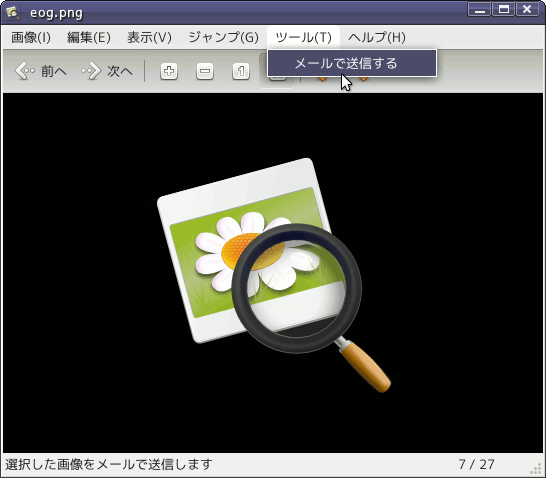 eog.png
画像(I) 編集(E) 表示(V) ジャンプ(G) ツール(T) ヘルプ(H)
前へ 次へ 1
メールで送信する
選択した画像をメールで送信します 7 / 27